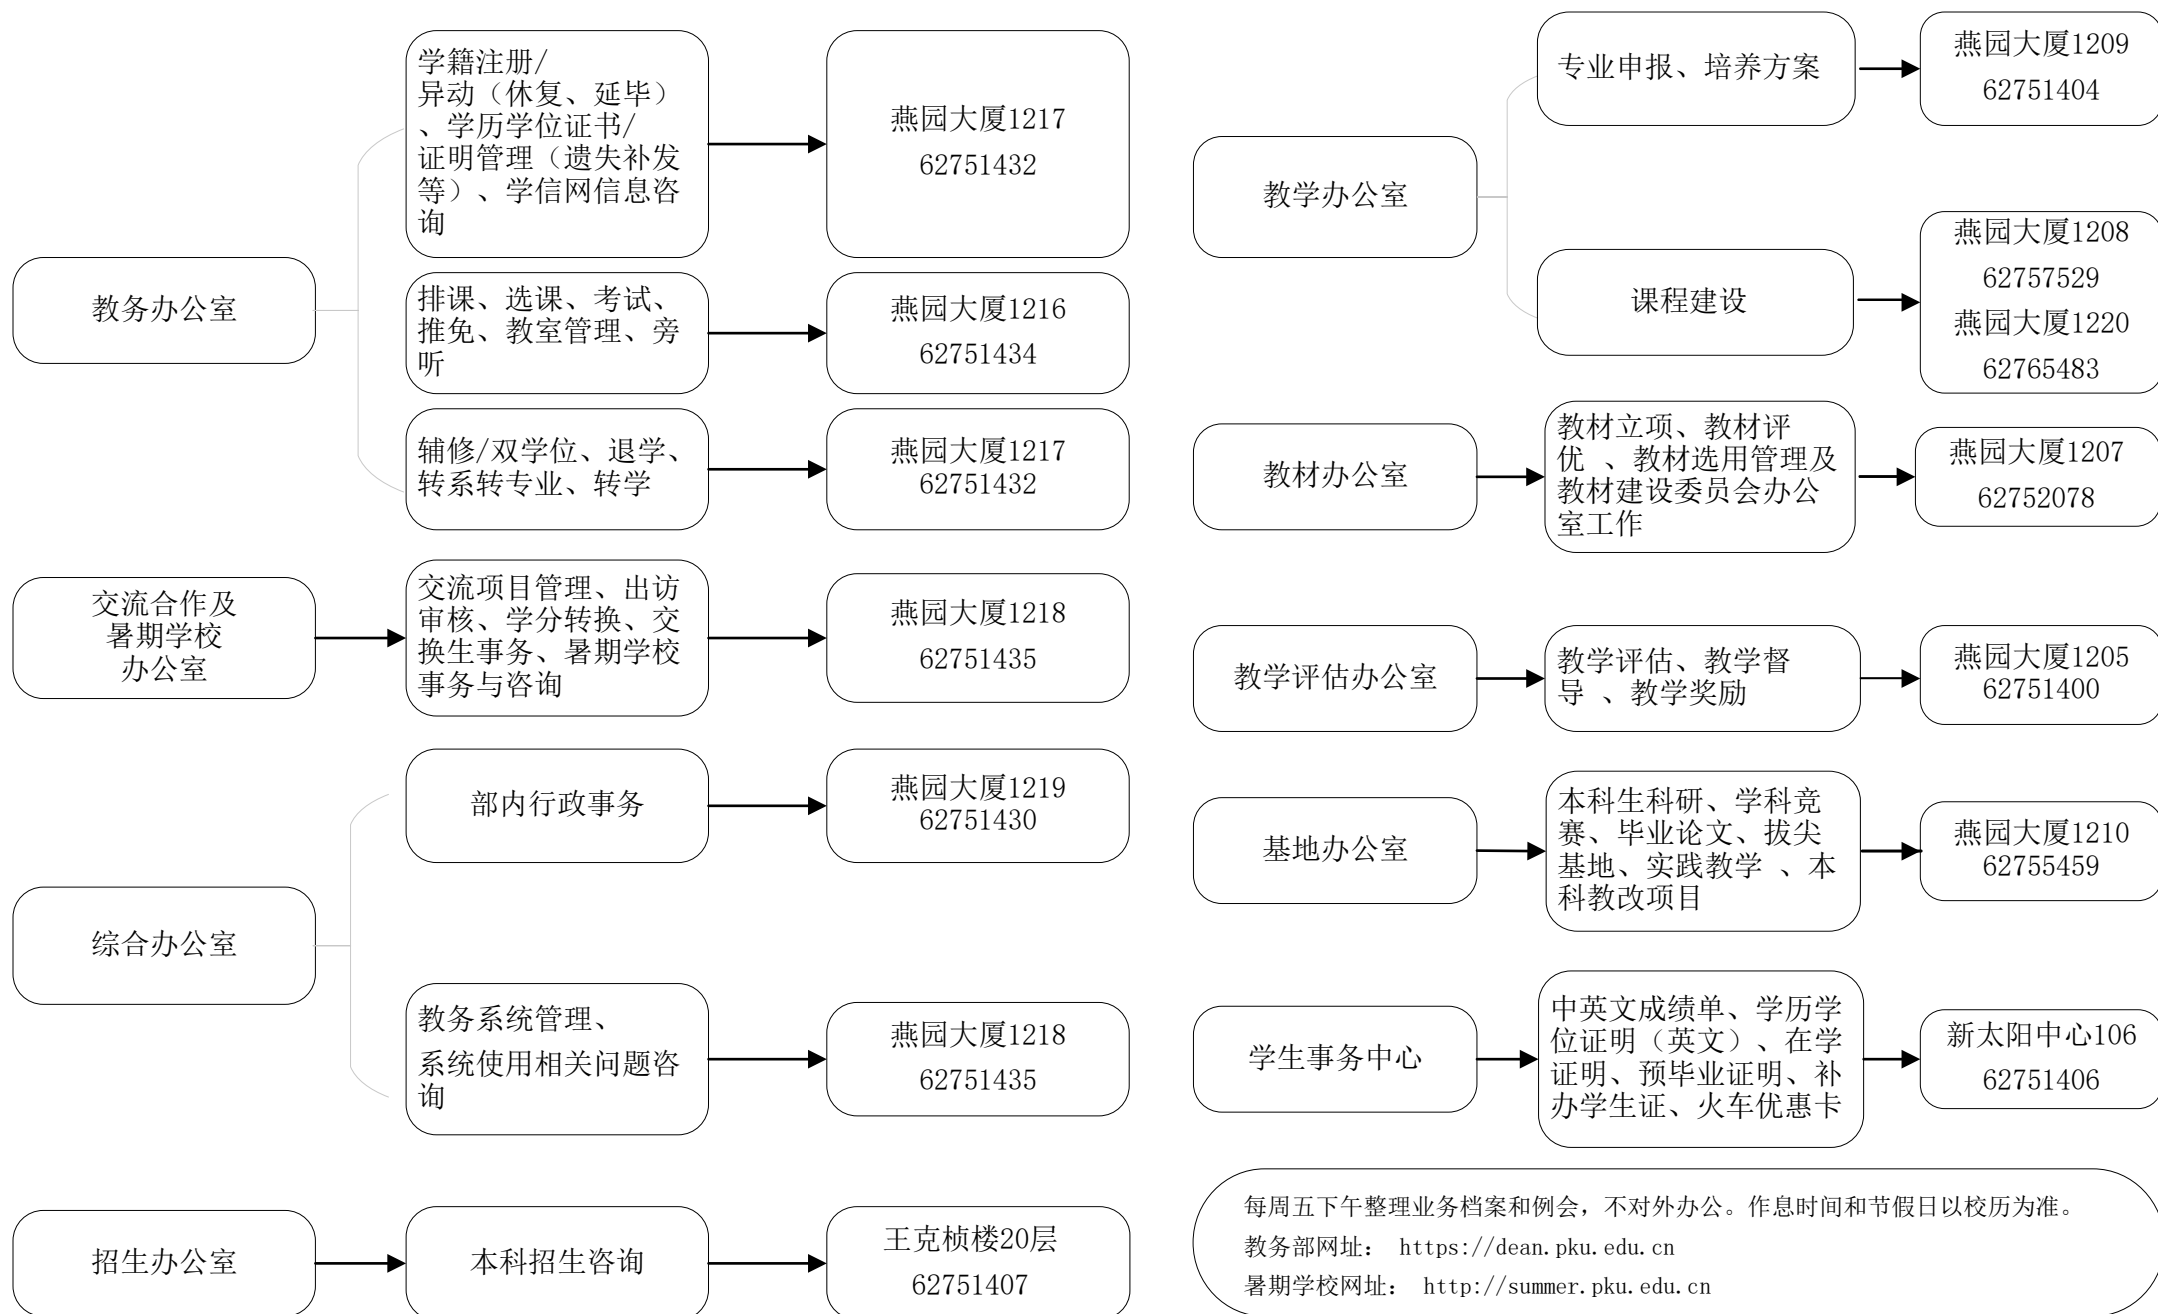 教务办公室
学籍注册/
异动（休复、延毕）
、学历学位证书/
证明管理（遗失补发
等）、学信网信息咨
询
燕园大厦1217
62751432
排课、选课、考试、
推免、教室管理、旁
听
燕园大厦1216
62751434
辅修/双学位、退学、
转系转专业、转学
燕园大厦1217
62751432
交流合作及
暑期学校
办公室
交流项目管理、出访
审核、学分转换、交
换生事务、暑期学校
事务与咨询
燕园大厦1218
62751435
综合办公室
部内行政事务
燕园大厦1219
62751430
教务系统管理、
系统使用相关问题咨
询
燕园大厦1218
62751435
招生办公室
本科招生咨询
王克桢楼20层
62751407
教学办公室
专业申报、培养方案
燕园大厦1209
62751404
课程建设
燕园大厦1208
62757529
燕园大厦1220
62765483
教材办公室
教材立项、教材评
优 、教材选用管理及
教材建设委员会办公
室工作
燕园大厦1207
62752078
教学评估办公室
教学评估、教学督
导 、教学奖励
燕园大厦1205
62751400
基地办公室
本科生科研、学科竞
赛、毕业论文、拔尖
基地、实践教学 、本
科教改项目
燕园大厦1210
62755459
学生事务中心
中英文成绩单、学历学
位证明（英文）、在学
证明、预毕业证明、补
办学生证、火车优惠卡
新太阳中心106
62751406
每周五下午整理业务档案和例会，不对外办公。作息时间和节假日以校历为准。
教务部网址： https://dean.pku.edu.cn
暑期学校网址： http://summer.pku.edu.cn